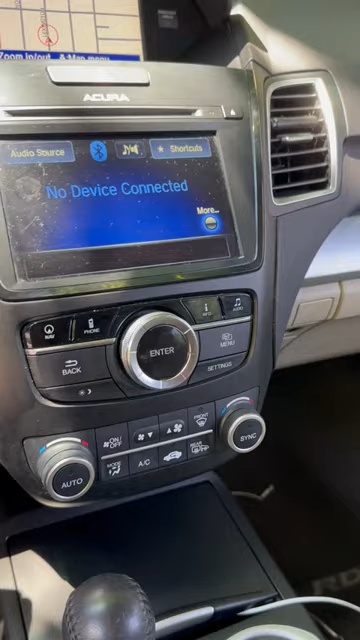 Zoom in/out
Map menu
ACURA
Audio Source
Shortcuts
No Device Connected
More...
NAV
PHONE
INFO
AUDIO
ENTER
BACK
MENU
SETTINGS
ON/
OFF
FRONT
MODE
A/C
REAR
AUTO
SYNC